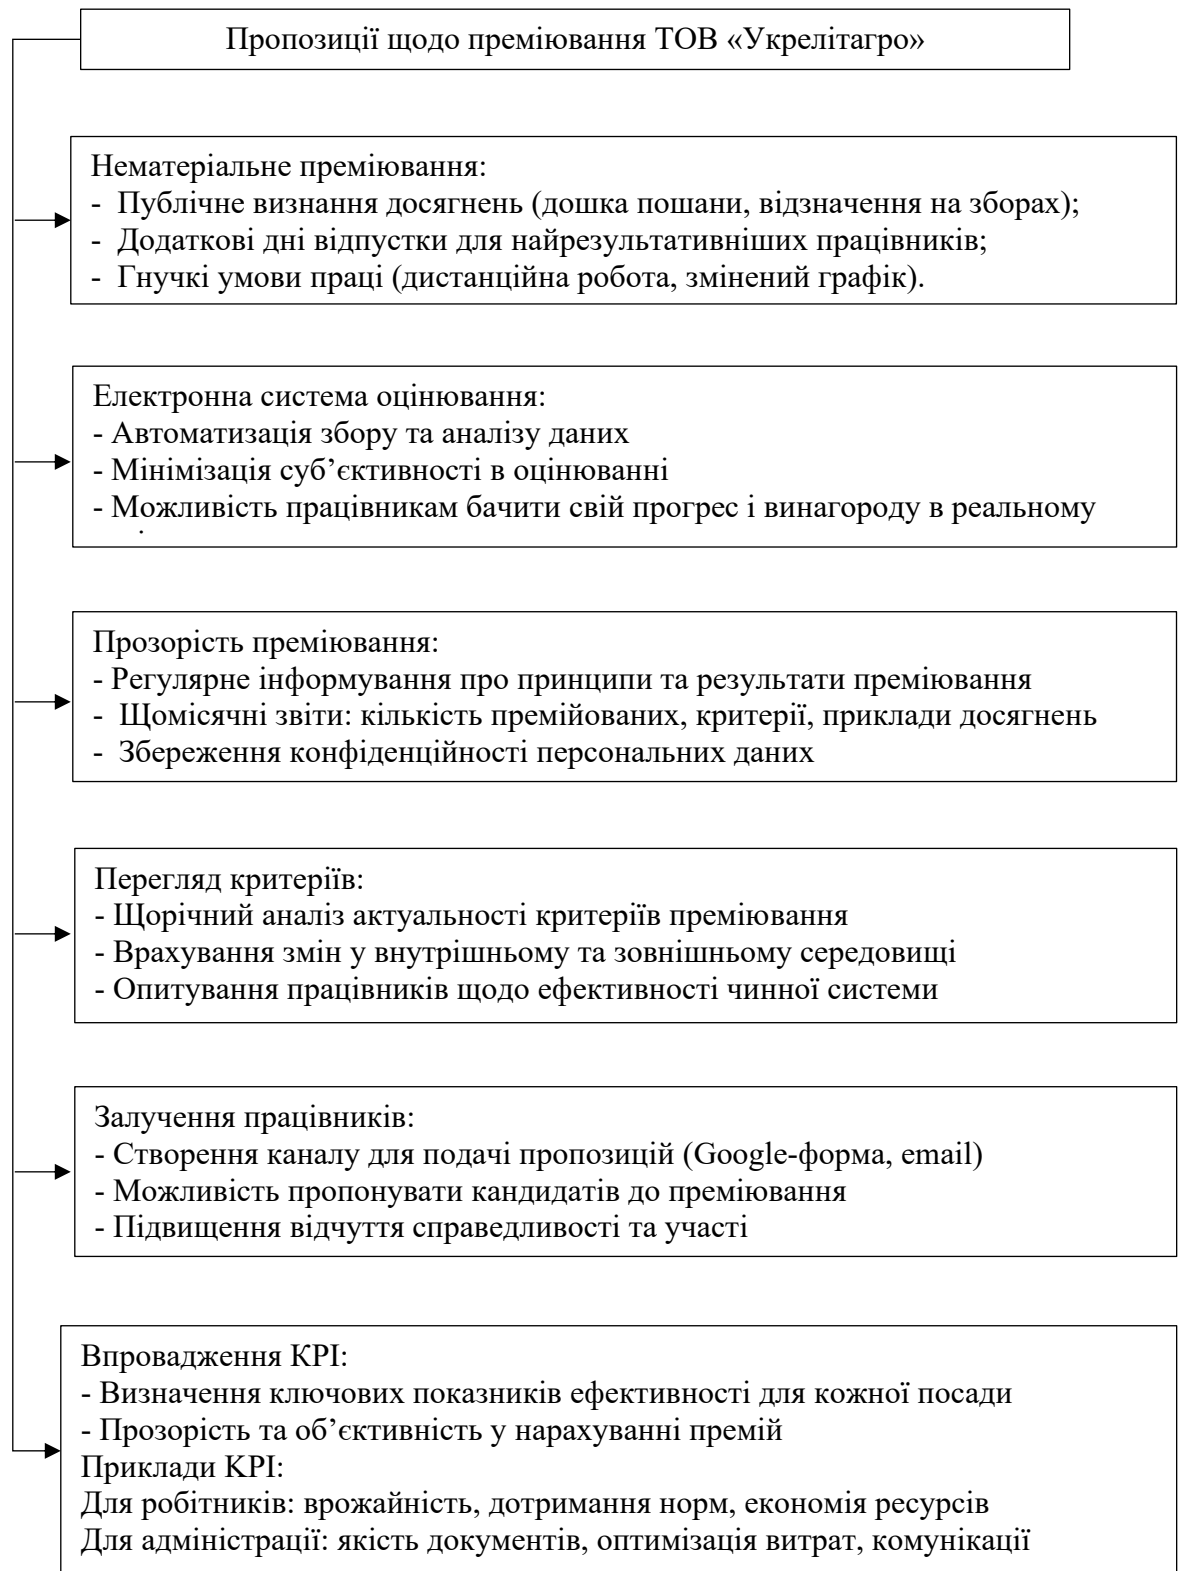 Пропозиції щодо преміювання ТОВ «Укрелітагро»
Нематеріальне преміювання:
- Публічне визнання досягнень (дошка пошани, відзначення на зборах);
- Додаткові дні відпустки для найрезультативніших працівників;
- Гнучкі умови праці (дистанційна робота, змінений графік).
Електронна система оцінювання:
- Автоматизація збору та аналізу даних
- Мінімізація суб’єктивності в оцінюванні
- Можливість працівникам бачити свій прогрес і винагороду в реальному
Прозорість преміювання:
- Регулярне інформування про принципи та результати преміювання
- Щомісячні звіти: кількість премійованих, критерії, приклади досягнень
- Збереження конфіденційності персональних даних
Перегляд критеріїв:
- Щорічний аналіз актуальності критеріїв преміювання
- Врахування змін у внутрішньому та зовнішньому середовищі
- Опитування працівників щодо ефективності чинної системи
Залучення працівників:
- Створення каналу для подачі пропозицій (Google-форма, email)
- Можливість пропонувати кандидатів до преміювання
- Підвищення відчуття справедливості та участі
Впровадження KPI:
- Визначення ключових показників ефективності для кожної посади
- Прозорість та об’єктивність у нарахуванні премій
Приклади KPI:
Для робітників: врожайність, дотримання норм, економія ресурсів
Для адміністрації: якість документів, оптимізація витрат, комунікації